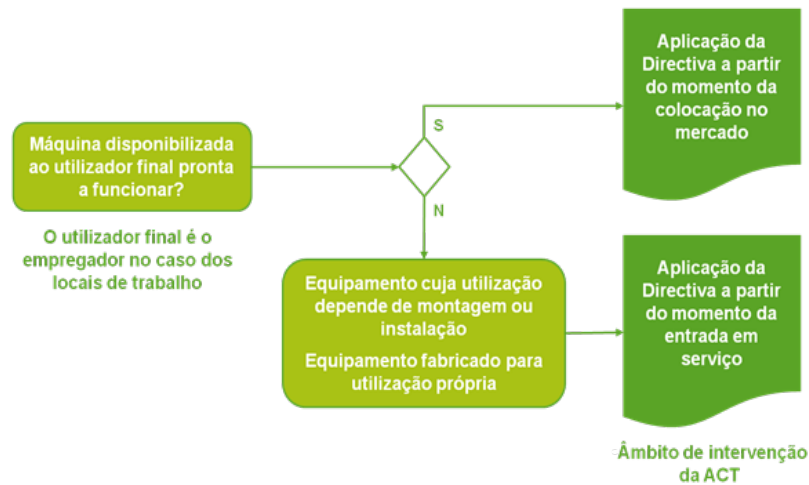 Máquina disponibilizada
ao utilizador final pronta
a funcionar?
O utilizador final é o
empregador no caso dos
locais de trabalho
S
N
Aplicação da
Directiva a partir
do momento da
colocação no
mercado
Equipamento cuja utilização
depende de montagem ou
instalação
Equipamento fabricado para
utilização própria
Aplicação da
Directiva a partir
do momento da
entrada em
serviço
Âmbito de intervenção
da ACT